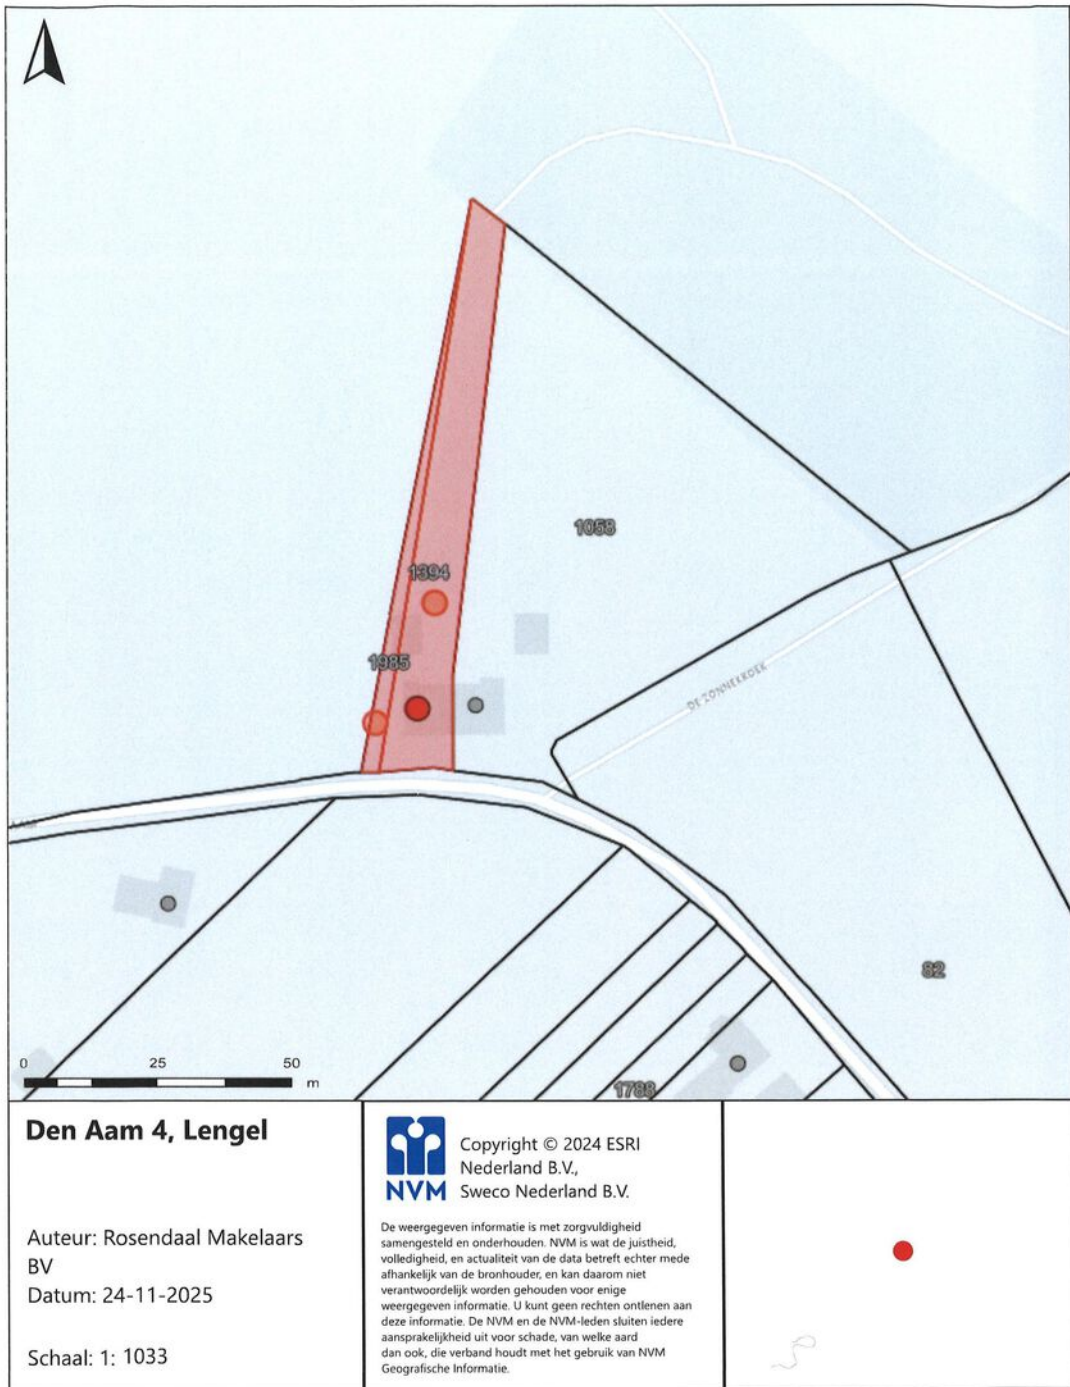 1058
1394
1985
DE ZONNEKOEK
82
1788
0 25 50
m
Den Aam 4, Lengel
Auteur: Rosendaal Makelaars
BV
Datum: 24-11-2025
Schaal: 1: 1033
NVM
Copyright © 2024 ESRI
Nederland B.V.,
Sweco Nederland B.V.
De weergegeven informatie is met zorgvuldigheid
samengesteld en onderhouden. NVM is wat de juistheid,
volledigheid, en actualiteit van de data betreft echter mede
afhankelijk van de bronhouder, en kan daarom niet
verantwoordelijk worden gehouden voor enige
weergegeven informatie. U kunt geen rechten ontlenen aan
deze informatie. De NVM en de NVM-leden sluiten iedere
aansprakelijkheid uit voor schade, van welke aard
dan ook, die verband houdt met het gebruik van NVM
Geografische Informatie.